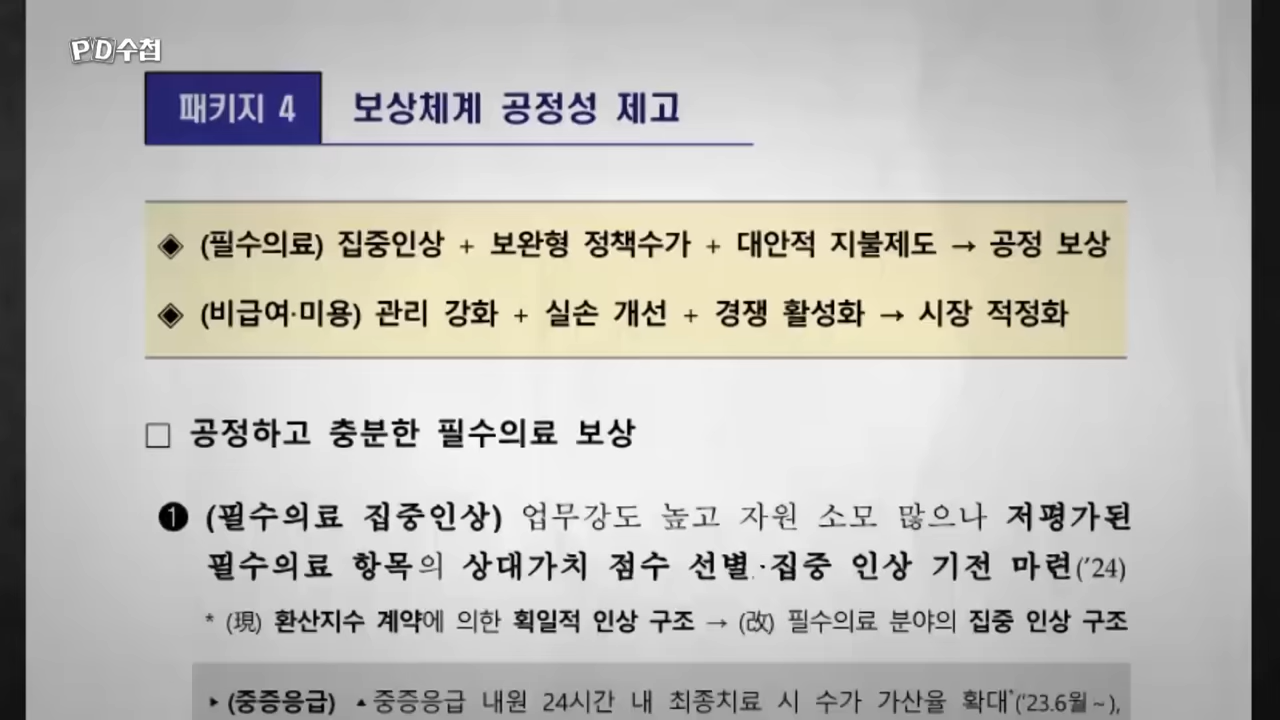 PD수첩
패키지 4 보상체계 공정성 제고
◈ (필수의료) 집중인상 + 보완형 정책수가 + 대안적 지불제도 → 공정 보상
◈ (비급여·미용) 관리 강화 + 실손 개선 + 경쟁 활성화 → 시장 적정화
□ 공정하고 충분한 필수의료 보상
❶ (필수의료 집중인상) 업무강도 높고 자원 소모 많으나 저평가된
필수의료 항목의 상대가치 점수 선별·집중 인상 기전 마련('24)
* (現) 환산지수 계약에 의한 획일적 인상 구조 → (改) 필수의료 분야의 집중 인상 구조
‣ (중증응급) ▲중증응급 내원 24시간 내 최종치료 시 수가 가산율 확대*('23.6월~),